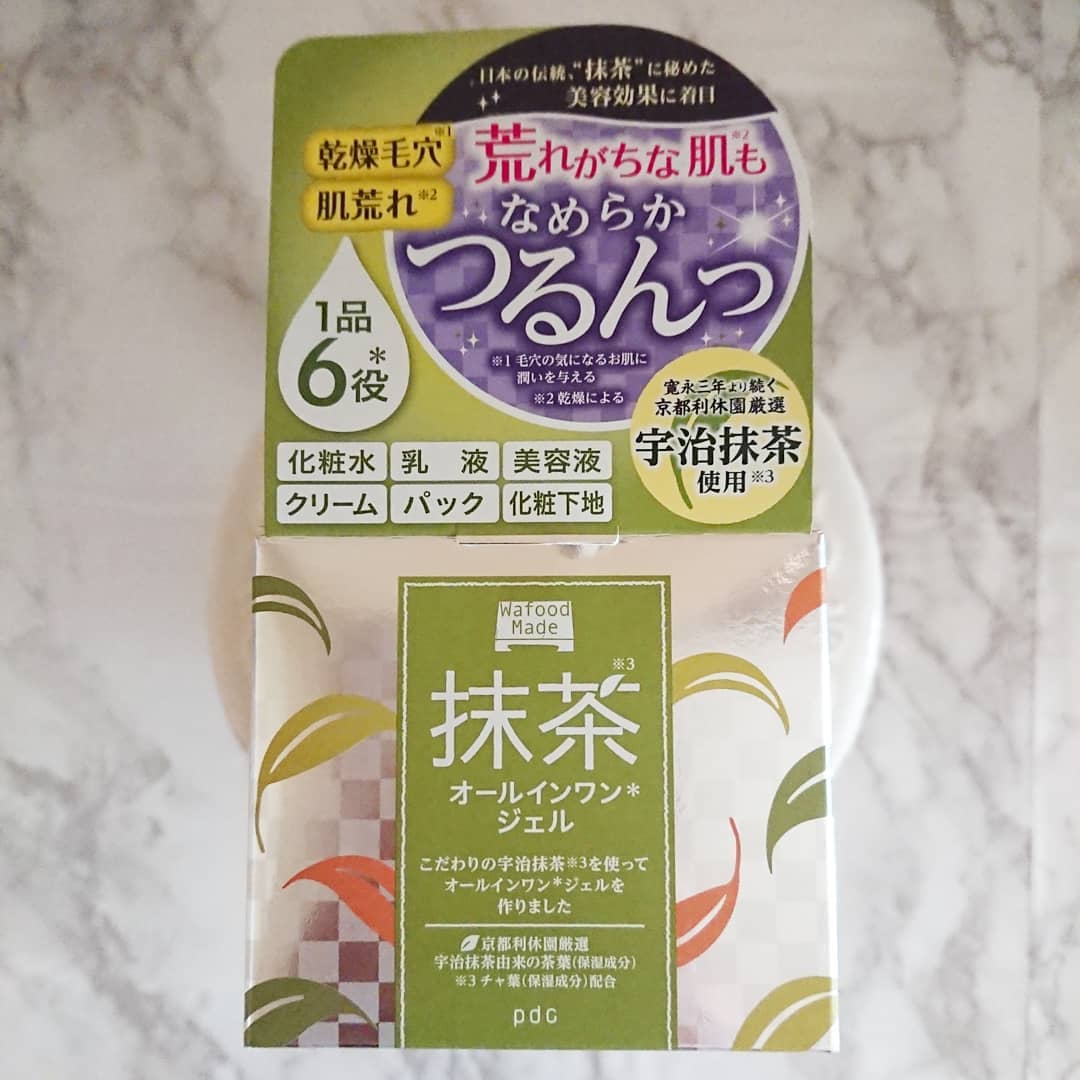 日本の伝統、“抹茶”に秘めた
美容効果に着目
乾燥毛穴※1
肌荒れ※2
荒れがちな肌も※2
なめらか
つるんっ
※1 毛穴の気になるお肌に
潤いを与える
※2 乾燥による
1品
6役*
寛永三年より続く
京都利休園厳選
宇治抹茶
使用※3
化粧水 乳 液 美容液
クリーム パック 化粧下地
Wafood
Made
抹茶※3
オールインワン*
ジェル
こだわりの宇治抹茶※3を使って
オールインワン*ジェルを
作りました
京都利休園厳選
宇治抹茶由来の茶葉(保湿成分)
※3 チャ葉(保湿成分)配合
pdc